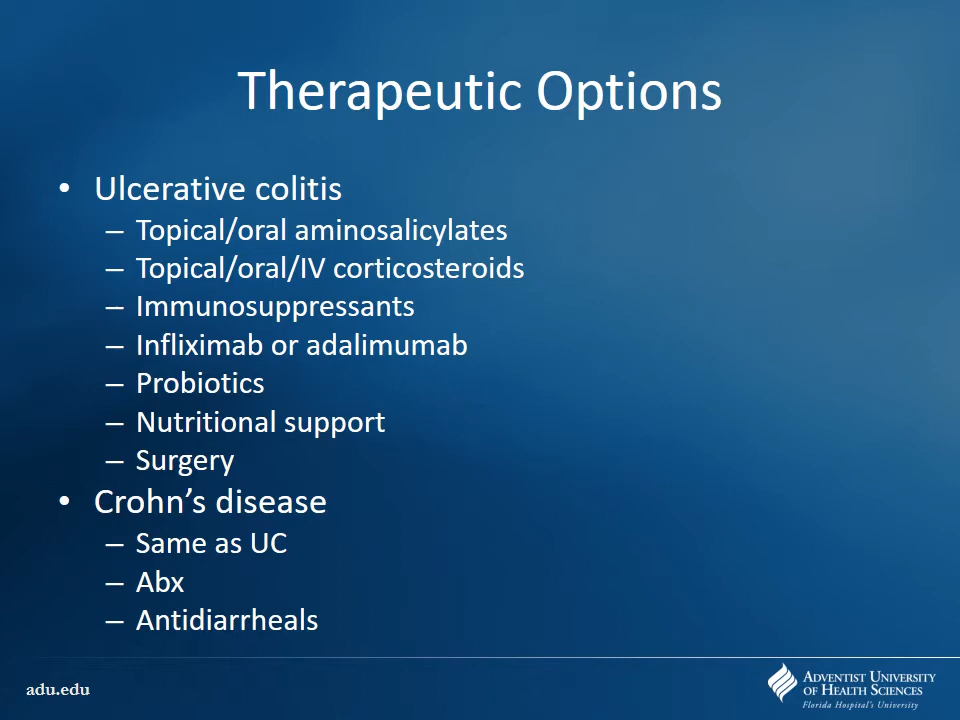 Therapeutic Options
• Ulcerative colitis
– Topical/oral aminosalicylates
– Topical/oral/IV corticosteroids
– Immunosuppressants
– Infliximab or adalimumab
– Probiotics
– Nutritional support
– Surgery
• Crohn’s disease
– Same as UC
– Abx
– Antidiarrheals
adu.edu
ADVENTIST UNIVERSITY
OF HEALTH SCIENCES
Florida Hospital's University